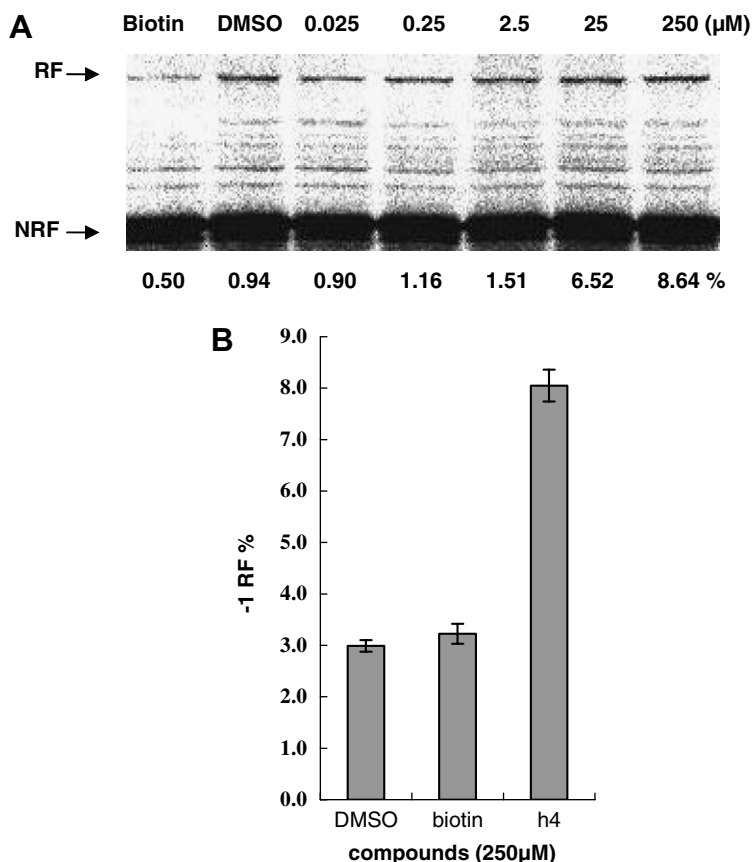 A
Biotin DMSO 0.025 0.25 2.5 25 250 (μM)
RF
NRF
0.50 0.94 0.90 1.16 1.51 6.52 8.64 %
B
9.0
8.0
7.0
6.0
5.0
4.0
3.0
2.0
1.0
0.0
-1 RF %
DMSO biotin h4
compounds (250μM)